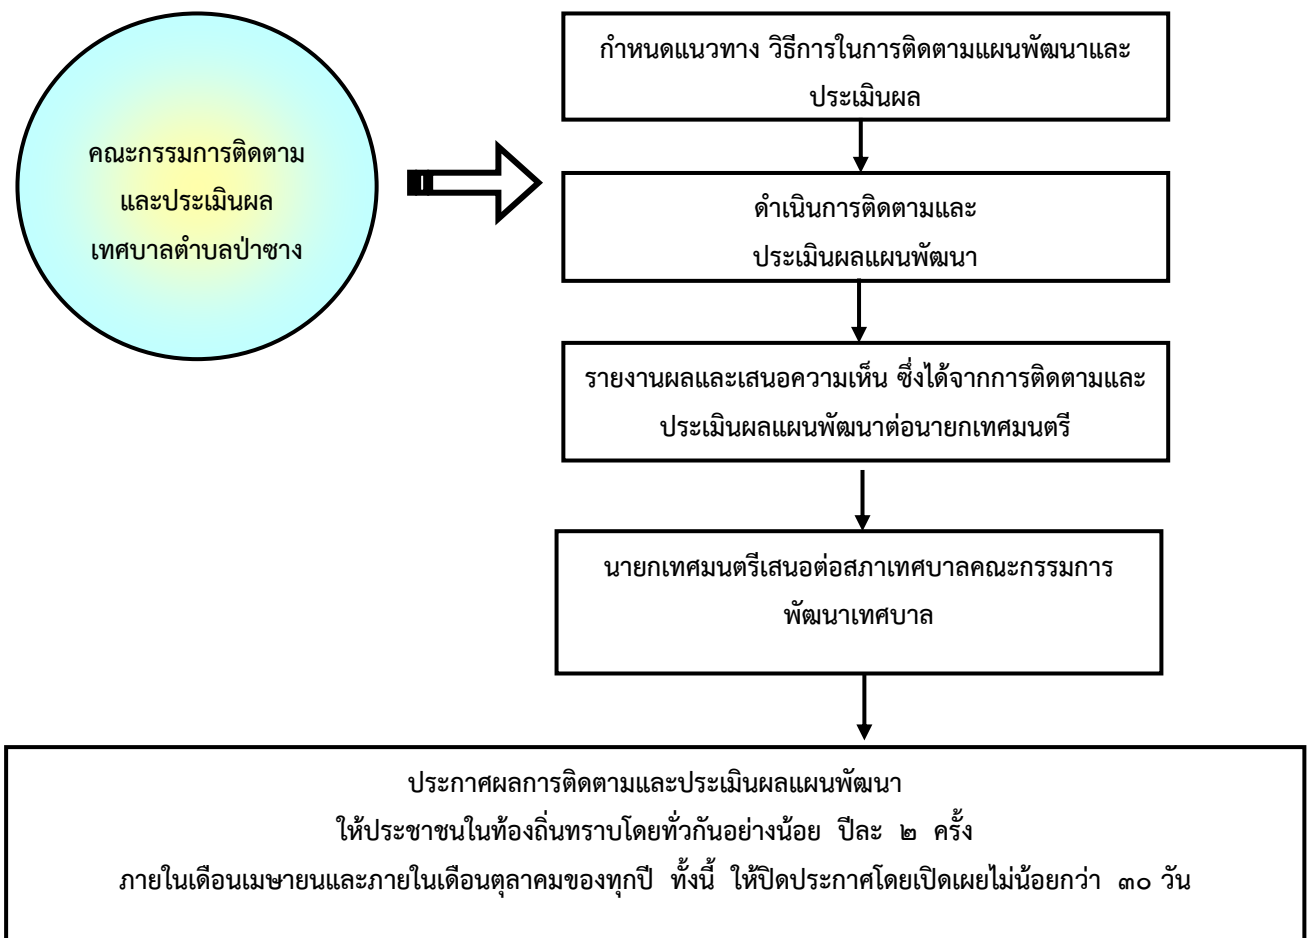 คณะกรรมการติดตาม
และประเมินผล
เทศบาลตำบลป่าซาง
กำหนดแนวทาง วิธีการในการติดตามแผนพัฒนาและ
ประเมินผล
ดำเนินการติดตามและ
ประเมินผลแผนพัฒนา
รายงานผลและเสนอความเห็น ซึ่งได้จากการติดตามและ
ประเมินผลแผนพัฒนาต่อนายกเทศมนตรี
นายกเทศมนตรีเสนอต่อสภาเทศบาลคณะกรรมการ
พัฒนาเทศบาล
ประกาศผลการติดตามและประเมินผลแผนพัฒนา
ให้ประชาชนในท้องถิ่นทราบโดยทั่วกันอย่างน้อย ปีละ ๒ ครั้ง
ภายในเดือนเมษายนและภายในเดือนตุลาคมของทุกปี ทั้งนี้ ให้ปิดประกาศโดยเปิดเผยไม่น้อยกว่า ๓๐ วัน